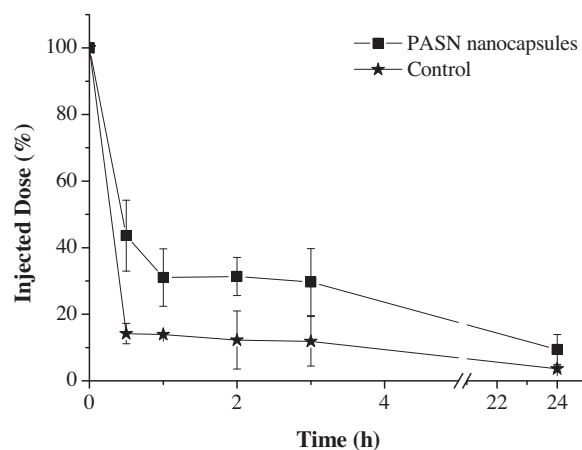 PASN nanocapsules
Control
Injected Dose (%)
100
80
60
40
20
0
0 2 4 22 24
Time (h)